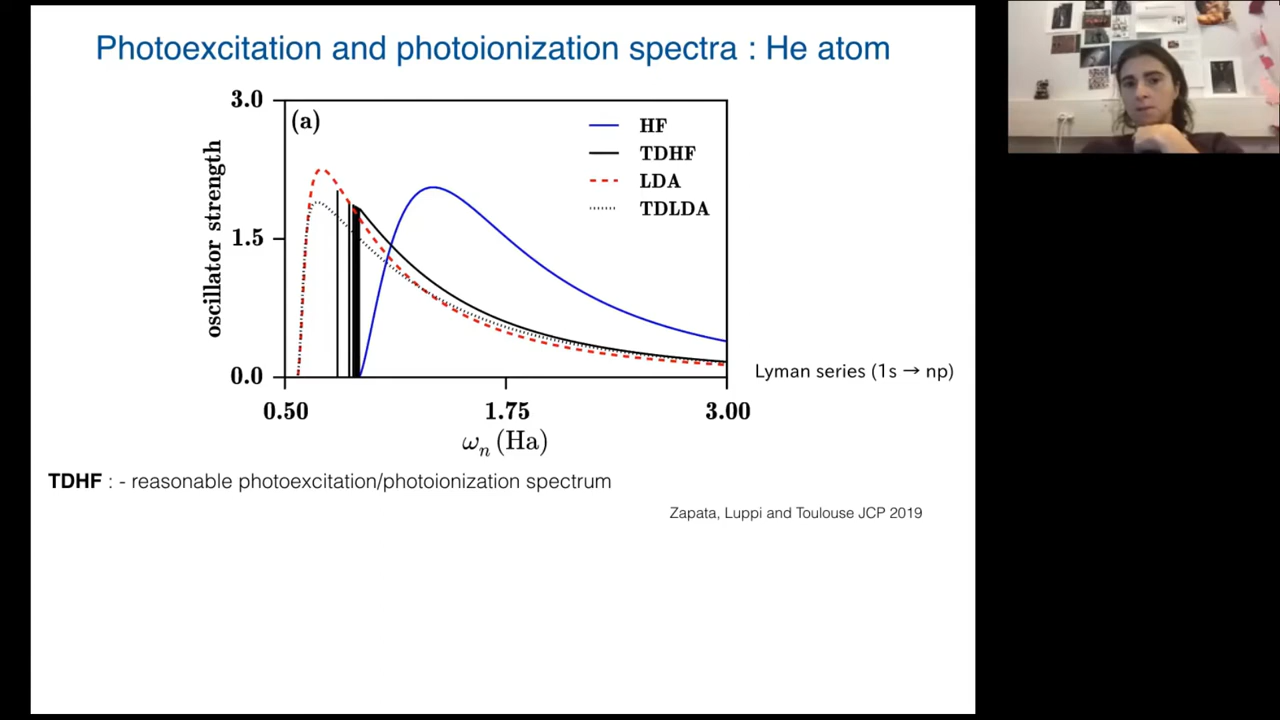 Photoexcitation and photoionization spectra : He atom
3.0
(a)
HF
TDHF
LDA
TDLDA
oscillator strength
1.5
0.0
Lyman series (1s → np)
0.50
1.75
3.00
ωn (Ha)
TDHF : - reasonable photoexcitation/photoionization spectrum
Zapata, Luppi and Toulouse JCP 2019